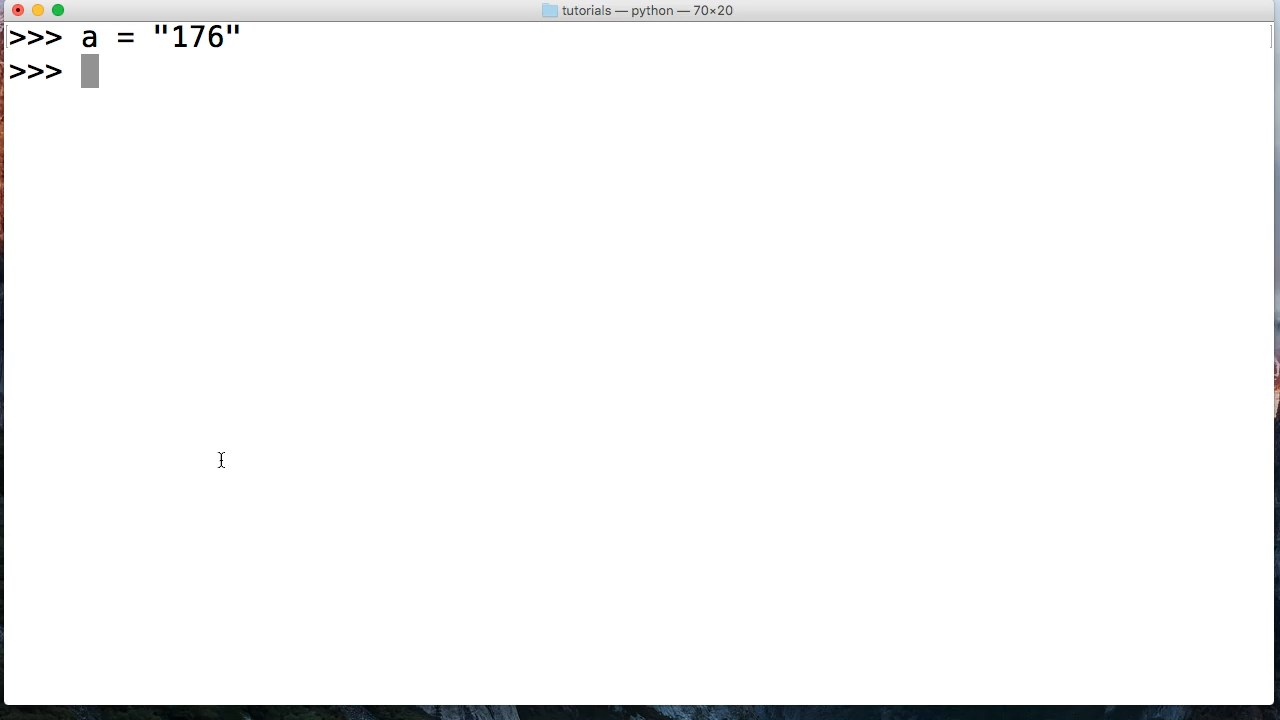 tutorials — python — 70×20
>>> a = "176"
>>>